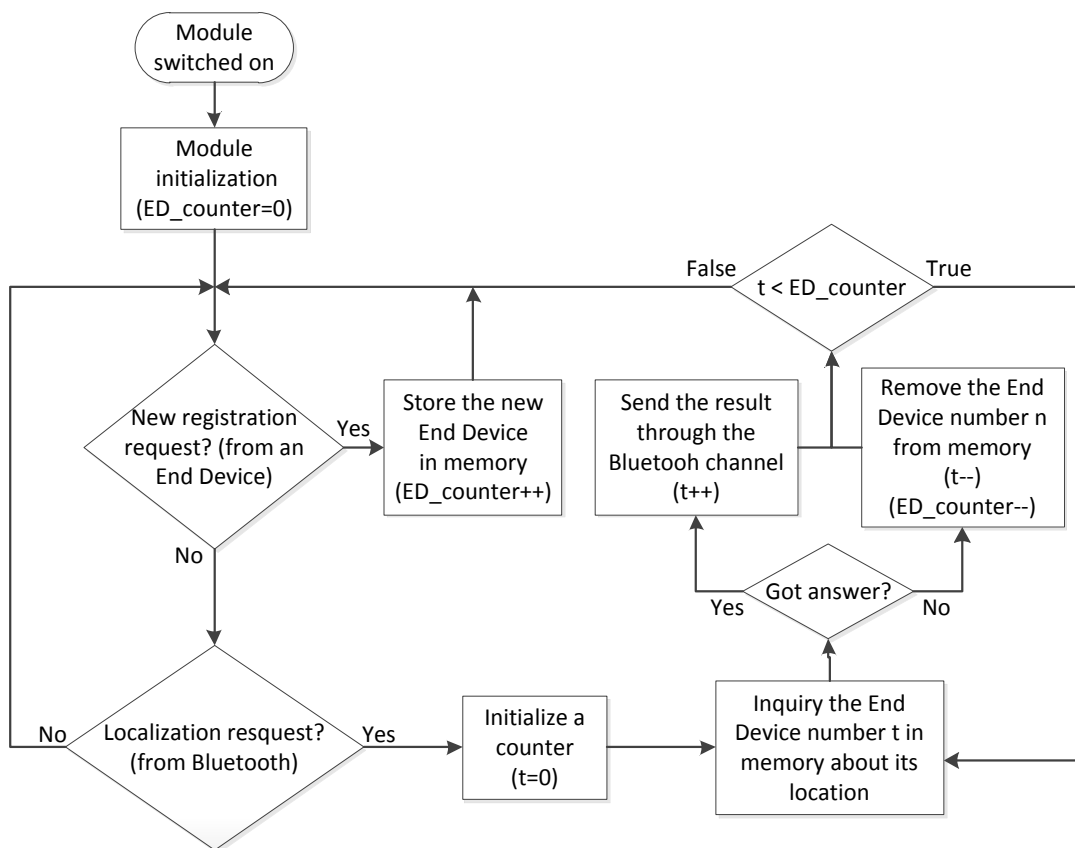 Module
switched on
Module
initialization
(ED_counter=0)
False
True
t < ED_counter
New registration
request? (from an
End Device)
Yes
No
Store the new
End Device
in memory
(ED_counter++)
Send the result
through the
Bluetooh channel
(t++)
Remove the End
Device number n
from memory
(t--)
(ED_counter--)
Got answer?
Yes
No
Localization resquest?
(from Bluetooth)
No
Yes
Initialize a
counter
(t=0)
Inquiry the End
Device number t in
memory about its
location